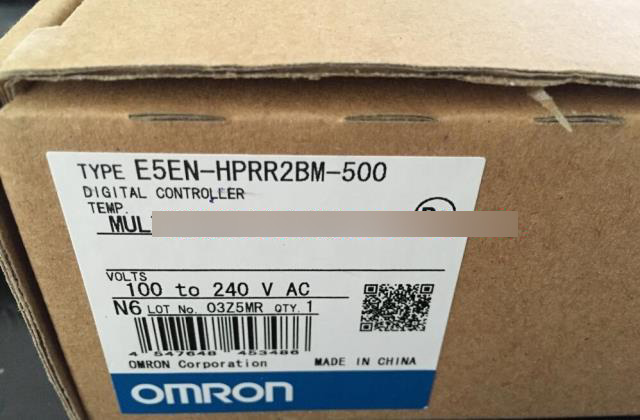 TYPE E5EN-HPRR2BM-500
DIGITAL CONTROLLER
TEMP.
VOLTS
100 to 240 V AC
N6 LOT No. 03Z5MR QTY.1
4 547648 453486
OMRON Corporation MADE IN CHINA
OMRON